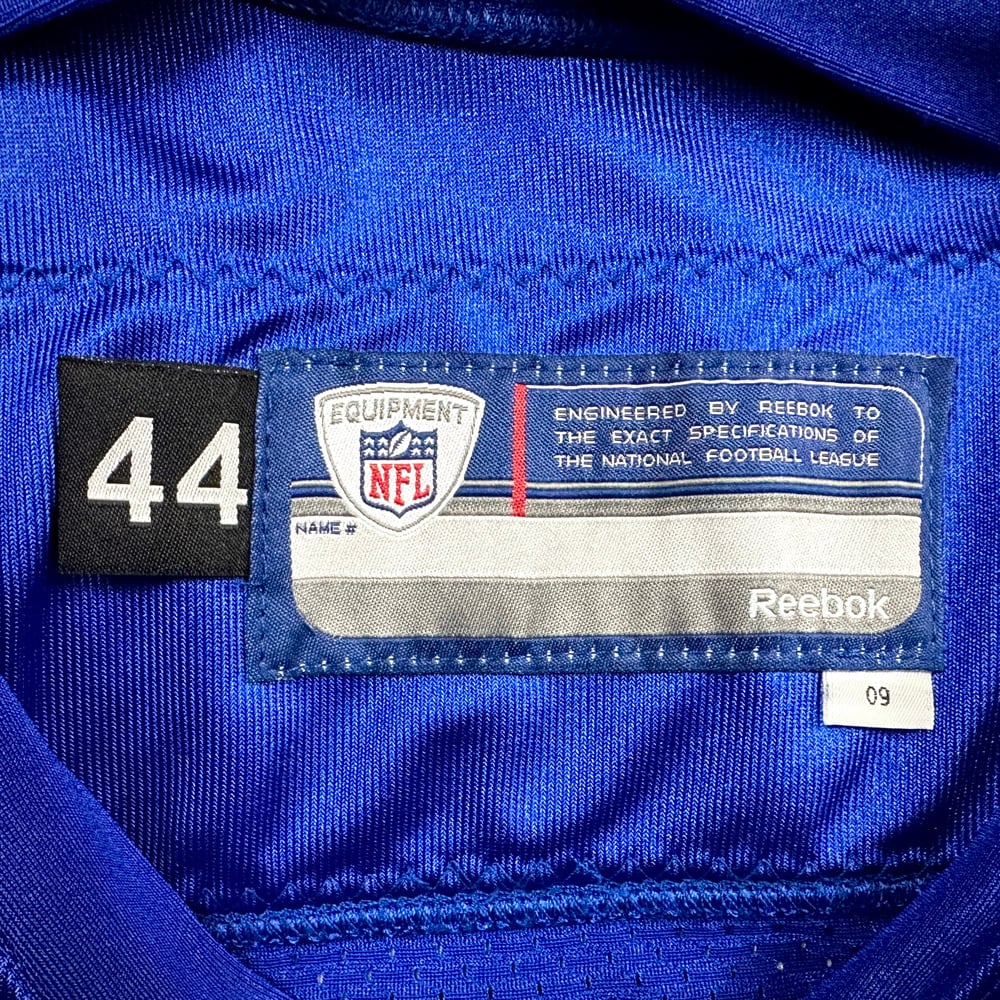 44
EQUIPMENT
NFL
ENGINEERED BY REEBOK TO
THE EXACT SPECIFICATIONS OF
THE NATIONAL FOOTBALL LEAGUE
NAME #
Reebok
09